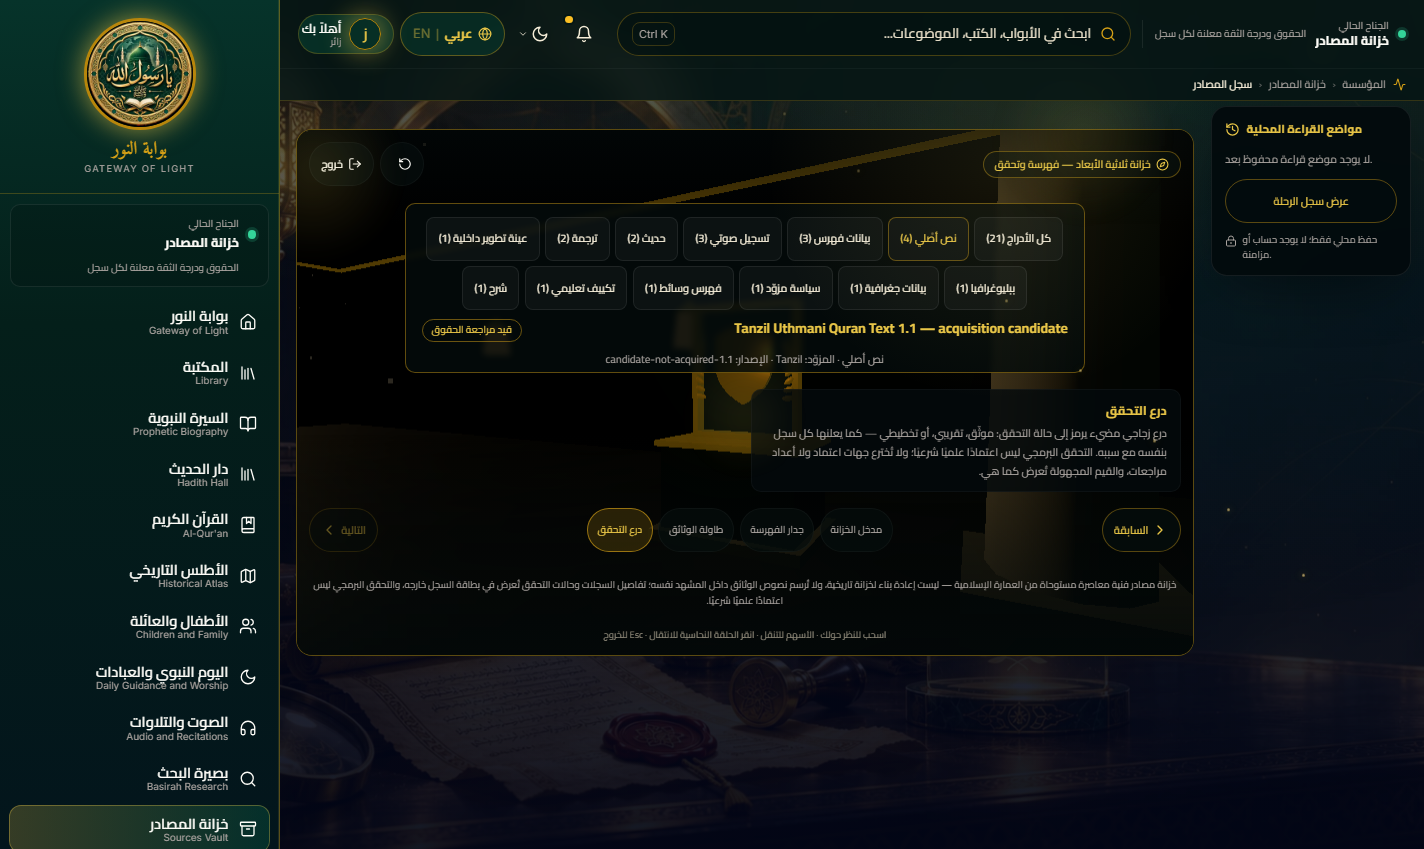 يا رسول الله
بوابة النور
GATEWAY OF LIGHT
الجناح الحالي
خزانة المصادر
الحقوق ودرجة الثقة معلنة لكل سجل
بوابة النور
Gateway of Light
المكتبة
Library
السيرة النبوية
Prophetic Biography
دار الحديث
Hadith Hall
القرآن الكريم
Al-Qur'an
الأطلس التاريخي
Historical Atlas
الأطفال والعائلة
Children and Family
اليوم النبوي والعبادات
Daily Guidance and Worship
الصوت والتلاوات
Audio and Recitations
بصيرة البحث
Basirah Research
خزانة المصادر
Sources Vault
الجناح الحالي
خزانة المصادر
الحقوق ودرجة الثقة معلنة لكل سجل
ابحث في الأبواب، الكتب، الموضوعات...
Ctrl K
عربي | EN
ز
أهلاً بك
زائر
المؤسسة ‹ خزانة المصادر ‹ سجل المصادر
مواضع القراءة المحلية
لا يوجد موضع قراءة محفوظ بعد.
عرض سجل الرحلة
حفظ محلي فقط؛ لا يوجد حساب أو
مزامنة.
خزانة ثلاثية الأبعاد — فهرسة وتحقق
خروج
كل الأدراج (21)
نص أصلي (4)
بيانات فهرس (3)
تسجيل صوتي (3)
حديث (2)
ترجمة (2)
عينة تطوير داخلية (1)
ببليوغرافيا (1)
بيانات جغرافية (1)
سياسة مزوّد (1)
فهرس وسائط (1)
تكييف تعليمي (1)
شرح (1)
Tanzil Uthmani Quran Text 1.1 — acquisition candidate
قيد مراجعة الحقوق
نص أصلي · المزوّد: Tanzil · الإصدار: 1.1-candidate-not-acquired
درع التحقق
درع زجاجي مضيء يرمز إلى حالة التحقق: موثّق، تقريبي، أو تخطيطي — كما يعلنها كل سجل
بنفسه مع سببه. التحقق البرمجي ليس اعتمادًا علميًا شرعيًا؛ ولا تُخترع جهات اعتماد ولا أعداد
مراجعات، والقيم المجهولة تُعرض كما هي.
السابقة
مدخل الخزانة
جدار الفهرسة
طاولة الوثائق
درع التحقق
التالية
خزانة مصادر فنية معاصرة مستوحاة من العمارة الإسلامية — ليست إعادة بناء لخزانة تاريخية، ولا تُرسم نصوص الوثائق داخل المشهد نفسه؛ تفاصيل السجلات وحالات التحقق تُعرض في بطاقة السجل خارجه، والتحقق البرمجي ليس
اعتمادًا علميًا شرعيًا.
اسحب للنظر حولك · الأسهم للتنقل · انقر الحلقة النحاسية للانتقال · Esc للخروج